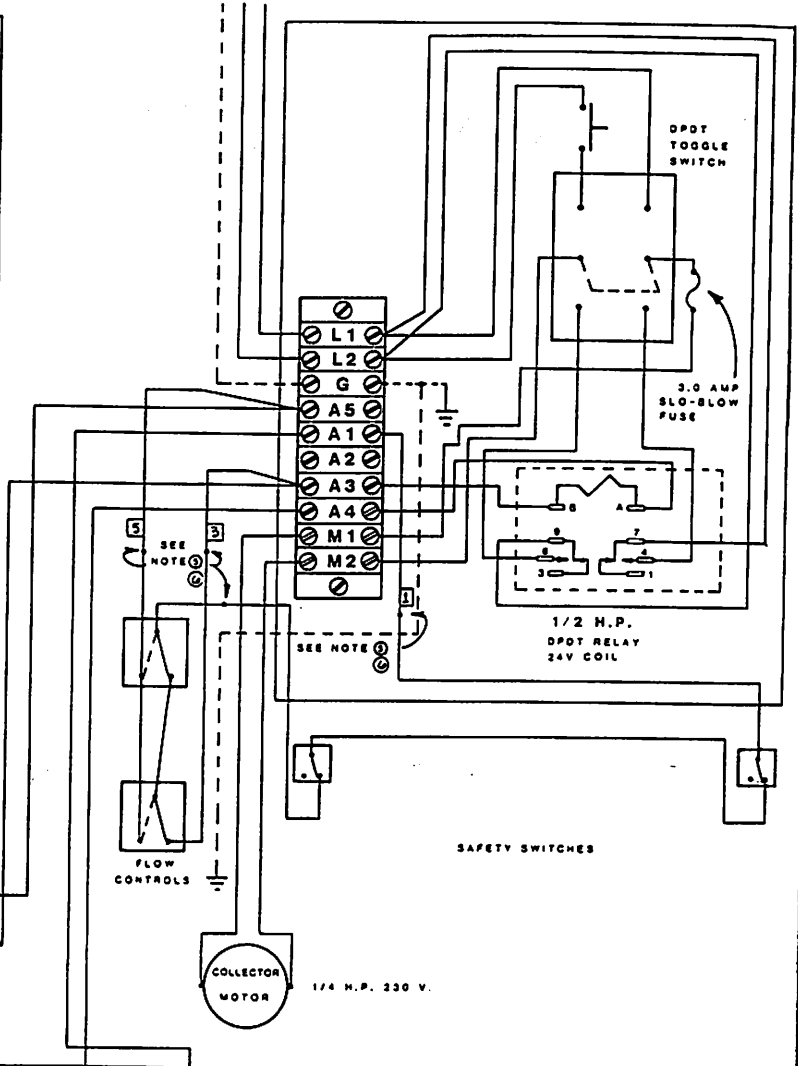 DPDT
TOGGLE
SWITCH
L1
L2
G
A5
A1
A2
A3
A4
M1
M2
3.0 AMP
SLO-BLOW
FUSE
A
9
7
4
3
1
5
SEE
NOTE 3
3
1
SEE NOTE
1/2 H.P.
DPDT RELAY
24V COIL
SAFETY SWITCHES
FLOW
CONTROLS
COLLECTOR
MOTOR
1/4 H.P. 230 V.